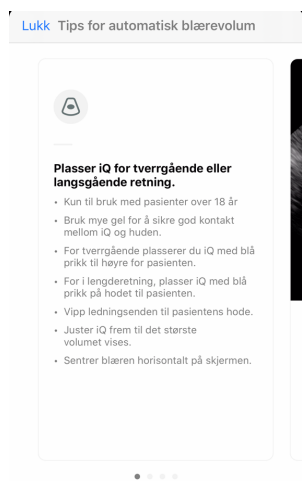 Lukk Tips for automatisk blærevolum
Plasser iQ for tverrgående eller
langsgående retning.
• Kun til bruk med pasienter over 18 år
• Bruk mye gel for å sikre god kontakt
mellom iQ og huden.
• For tverrgående plasserer du iQ med blå
prikk til høyre for pasienten.
• For i lengderetning, plasser iQ med blå
prikk på hodet til pasienten.
• Vipp ledningsenden til pasientens hode.
• Juster iQ frem til det største
volumet vises.
• Sentrer blæren horisontalt på skjermen.